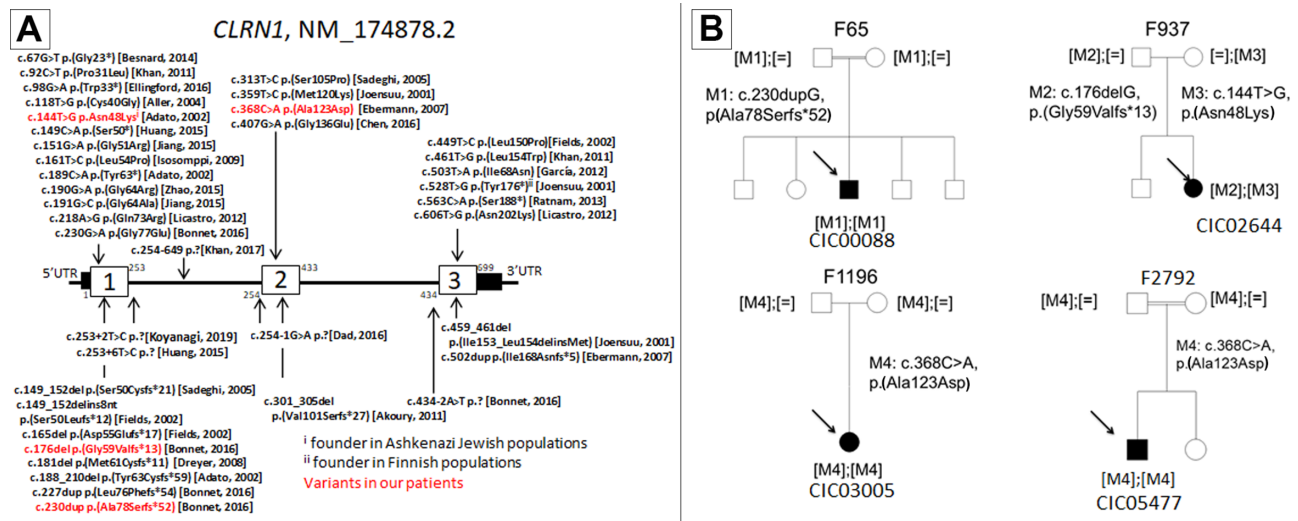 A
CLRN1, NM_174878.2
c.67G>T p.(Gly23*) [Besnard, 2014]
c.92C>T p.(Pro31Leu) [Khan, 2011]
c.98G>A p.(Trp33*) [Ellingford, 2016]
c.118T>G p.(Cys40Gly) [Aller, 2004]
c.144T>G p.Asn48Lysⁱ [Adato, 2002]
c.149C>A p.(Ser50*) [Huang, 2015]
c.151G>A p.(Gly51Arg) [Jiang, 2015]
c.161T>C p.(Leu54Pro) [Isosomppi, 2009]
c.189C>A p.(Tyr63*) [Adato, 2002]
c.190G>A p.(Gly64Arg) [Zhao, 2015]
c.191G>C p.(Gly64Ala) [Jiang, 2015]
c.218A>G p.(Gln73Arg) [Licastro, 2012]
c.230G>A p.(Gly77Glu) [Bonnet, 2016]
c.254-649 p.?[Khan, 2017]
c.313T>C p.(Ser105Pro) [Sadeghi, 2005]
c.359T>C p.(Met120Lys) [Joensuu, 2001]
c.368C>A p.(Ala123Asp) [Ebermann, 2007]
c.407G>A p.(Gly136Glu) [Chen, 2016]
c.449T>C p.(Leu150Pro)[Fields, 2002]
c.461T>G p.(Leu154Trp) [Khan, 2011]
c.503T>A p.(Ile68Asn) [García, 2012]
c.528T>G p.(Tyr176*)ⁱⁱ [Joensuu, 2001]
c.563C>A p.(Ser188*) [Ratnam, 2013]
c.606T>G p.(Asn202Lys) [Licastro, 2012]
5'UTR 1 1 253 254 2 433 434 3 699 3'UTR
c.253+2T>C p.?[Koyanagi, 2019]
c.253+6T>C p.? [Huang, 2015]
c.254-1G>A p.?[Dad, 2016]
c.459_461del
p.(Ile153_Leu154delinsMet) [Joensuu, 2001]
c.502dup p.(Ile168Asnfs*5) [Ebermann, 2007]
c.149_152del p.(Ser50Cysfs*21) [Sadeghi, 2005]
c.149_152delins8nt
p.(Ser50Leufs*12) [Fields, 2002]
c.165del p.(Asp55Glufs*17) [Fields, 2002]
c.176del p.(Gly59Valfs*13) [Bonnet, 2016]
c.181del p.(Met61Cysfs*11) [Dreyer, 2008]
c.188_210del p.(Tyr63Cysfs*59) [Adato, 2002]
c.227dup p.(Leu76Phefs*54) [Bonnet, 2016]
c.230dup p.(Ala78Serfs*52) [Bonnet, 2016]
c.301_305del
p.(Val101Serfs*27) [Akoury, 2011]
c.434-2A>T p.? [Bonnet, 2016]
ⁱ founder in Ashkenazi Jewish populations
ⁱⁱ founder in Finnish populations
Variants in our patients
B
F65
[M1];[=] [M1];[=]
M1: c.230dupG,
p(Ala78Serfs*52)
[M1];[M1]
CIC00088
F937
[M2];[=] [=];[M3]
M2: c.176delG,
p.(Gly59Valfs*13)
M3: c.144T>G,
p.(Asn48Lys)
[M2];[M3]
CIC02644
F1196
[M4];[=] [M4];[=]
M4: c.368C>A,
p.(Ala123Asp)
[M4];[M4]
CIC03005
F2792
[M4];[=] [M4];[=]
M4: c.368C>A,
p.(Ala123Asp)
[M4];[M4]
CIC05477